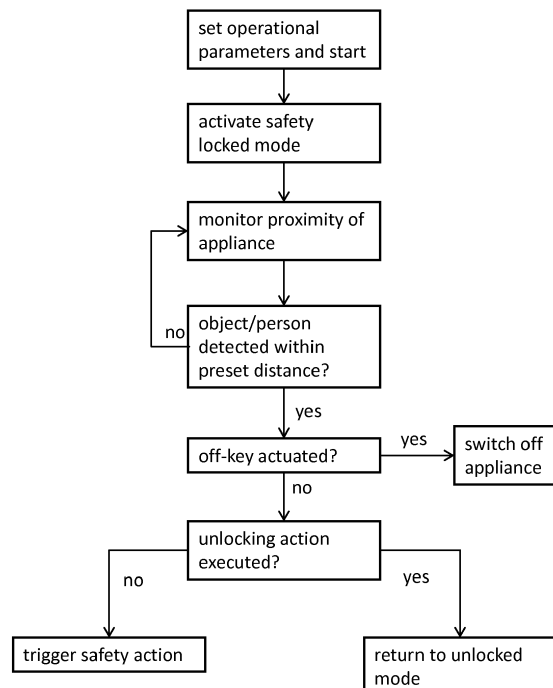 set operational
parameters and start
activate safety
locked mode
monitor proximity of
appliance
no
object/person
detected within
preset distance?
yes
off-key actuated?
yes
switch off
appliance
no
unlocking action
executed?
no
yes
trigger safety action
return to unlocked
mode